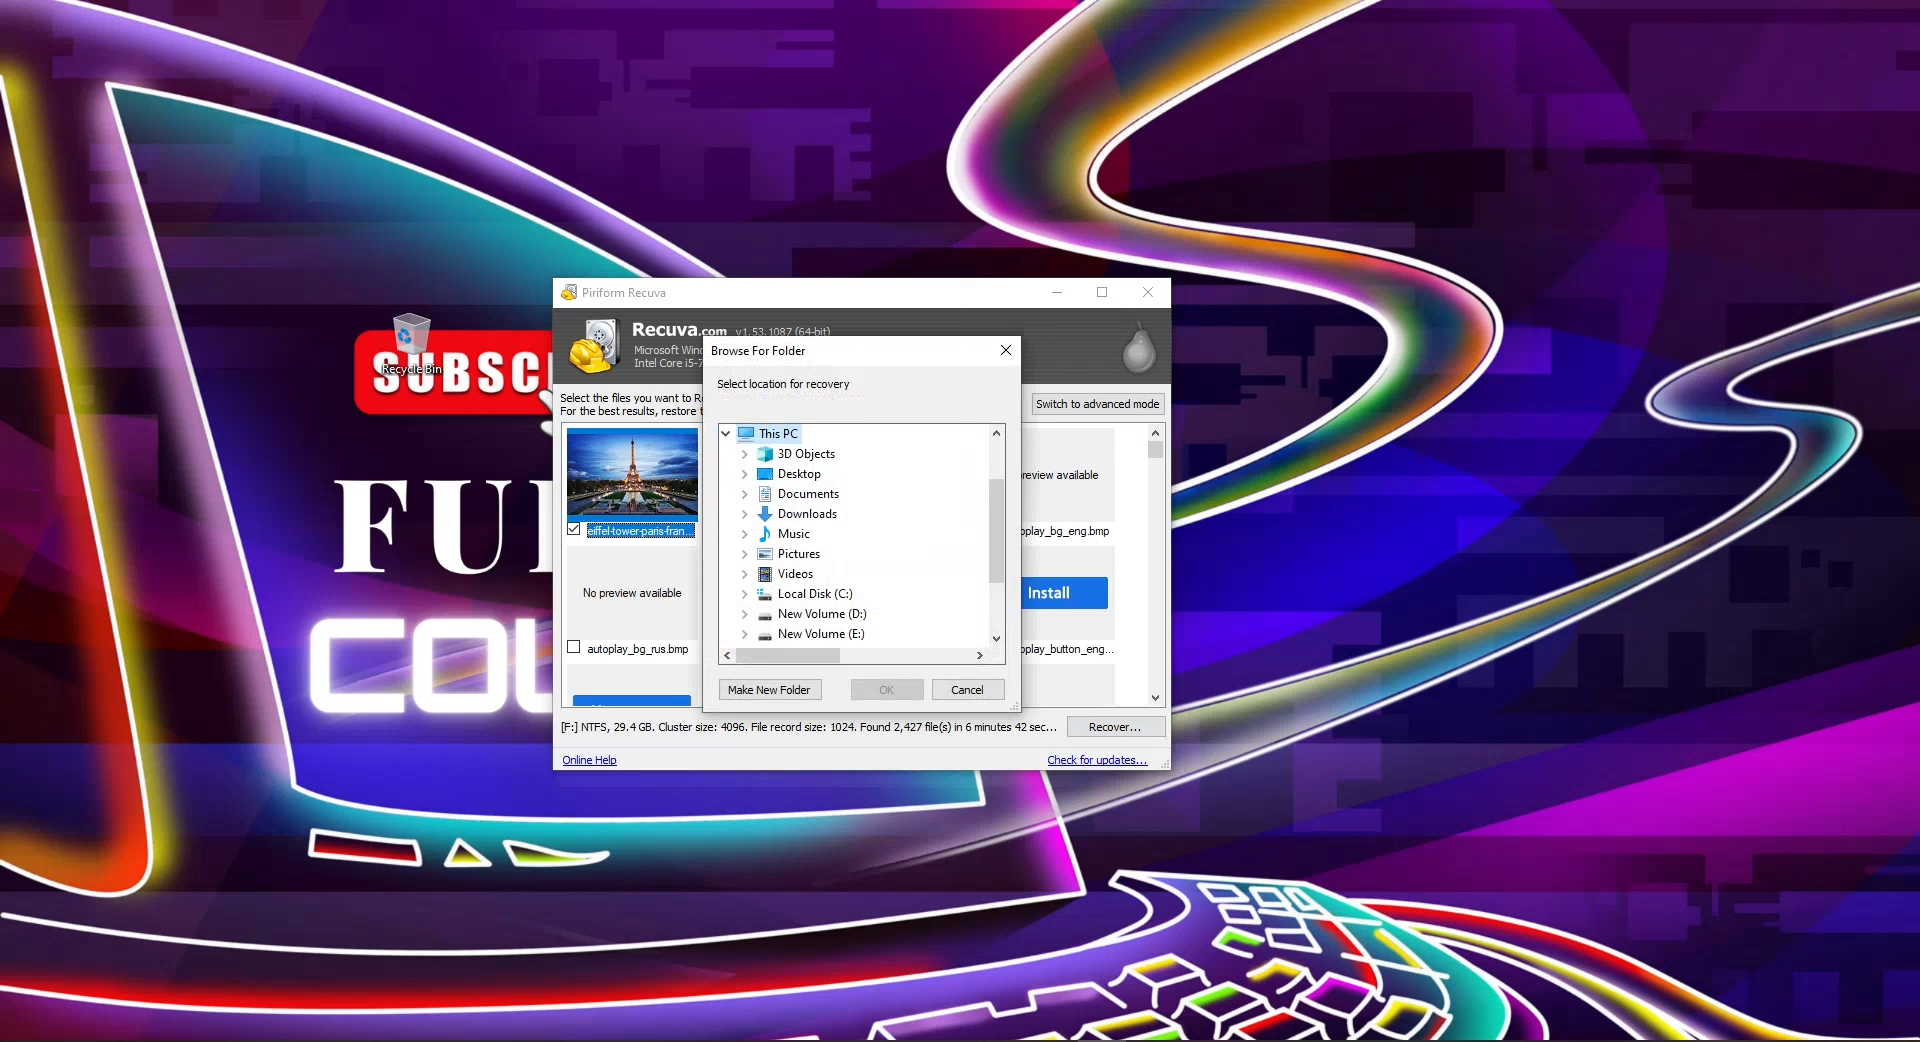 Piriform Recuva
Recuva.com v1.53.1087 (64-bit)
Microsoft Wind
Intel Core i5-7
Browse For Folder
Select location for recovery
Select the files you want to Re
For the best results, restore t
Switch to advanced mode
This PC
3D Objects
Desktop
Documents
Downloads
Music
Pictures
Videos
Local Disk (C:)
New Volume (D:)
New Volume (E:)
Make New Folder
OK
Cancel
eiffel-tower-paris-fran...
review available
oplay_bg_eng.bmp
No preview available
Install
autoplay_bg_rus.bmp
oplay_button_eng...
[F:] NTFS, 29.4 GB. Cluster size: 4096. File record size: 1024. Found 2,427 file(s) in 6 minutes 42 sec...
Recover...
Online Help
Check for updates...
Recycle Bin
SUBSC
FU
CO